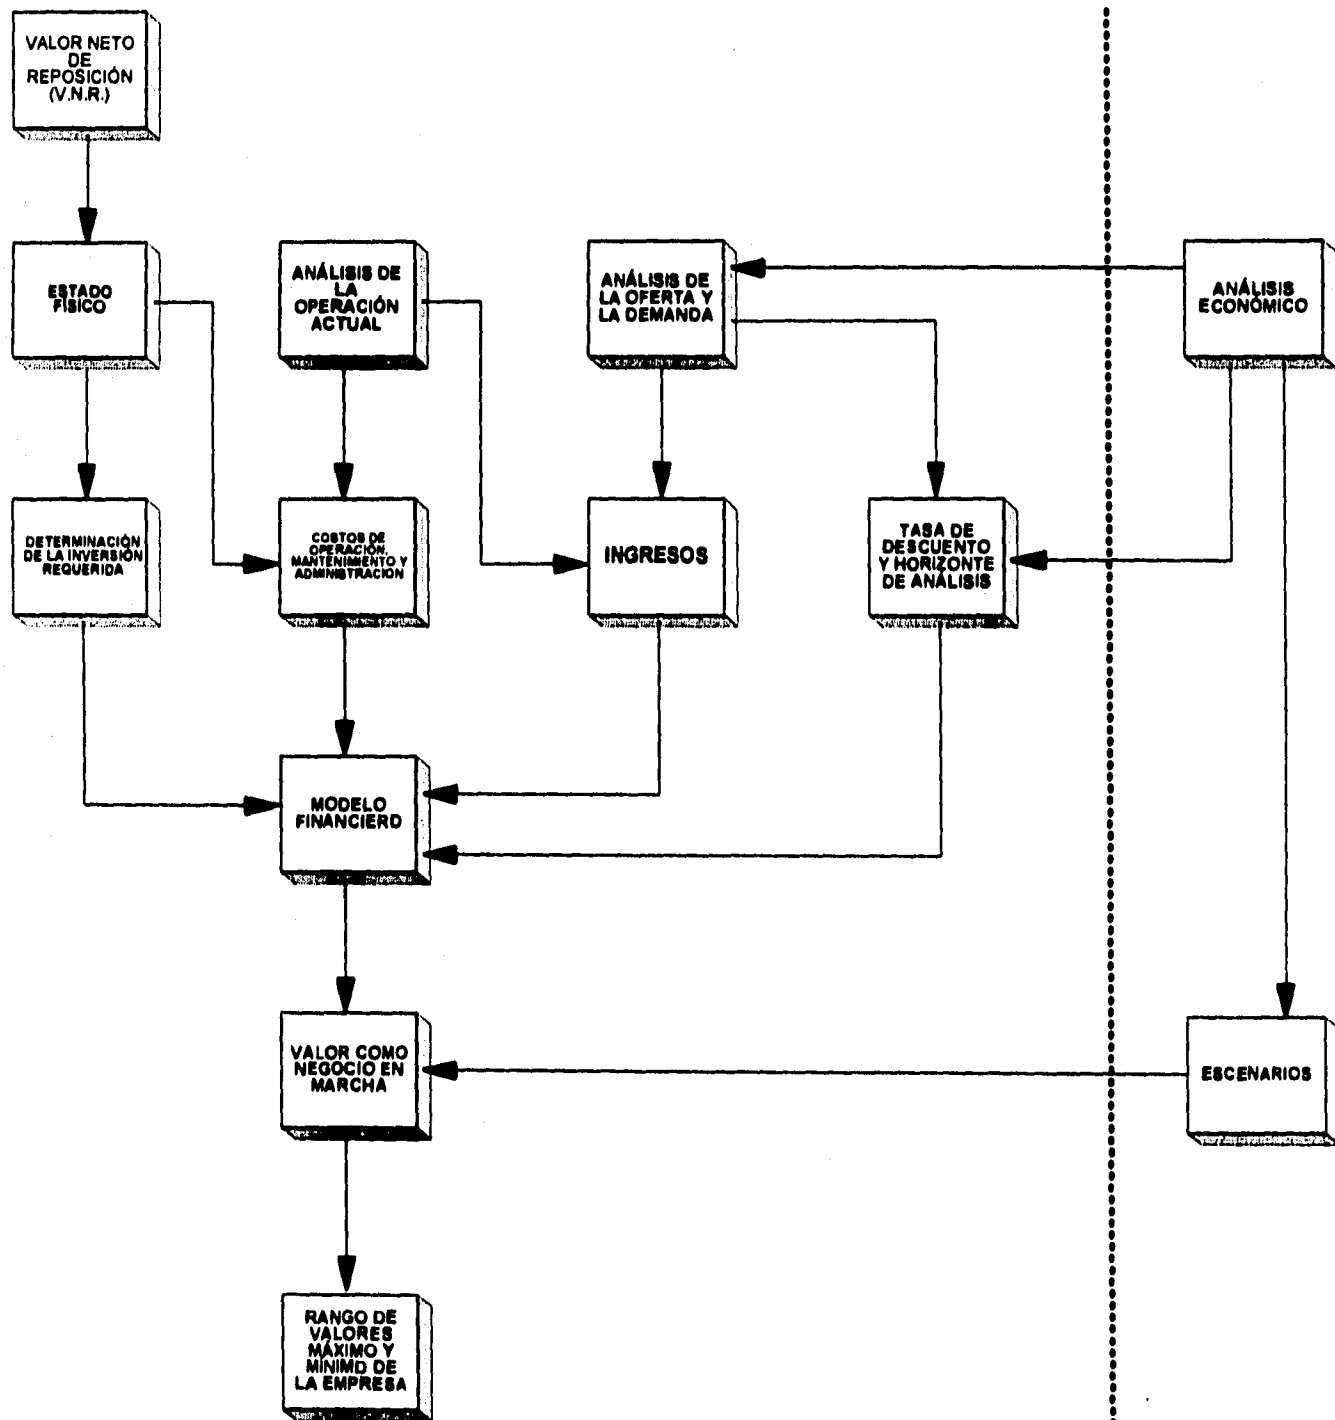 VALOR NETO
DE
REPOSICIÓN
(V.N.R.)
ESTADO
FÍSICO
ANÁLISIS DE
LA
OPERACIÓN
ACTUAL
ANÁLISIS DE
LA OFERTA Y
LA DEMANDA
ANÁLISIS
ECONÓMICO
DETERMINACIÓN
DE LA INVERSIÓN
REQUERIDA
COSTOS DE
OPERACIÓN,
MANTENIMIENTO Y
ADMINISTRACIÓN
INGRESOS
TASA DE
DESCUENTO
Y HORIZONTE
DE ANÁLISIS
MODELO
FINANCIERO
VALOR COMO
NEGOCIO EN
MARCHA
ESCENARIOS
RANGO DE
VALORES
MÁXIMO Y
MÍNIMO DE
LA EMPRESA